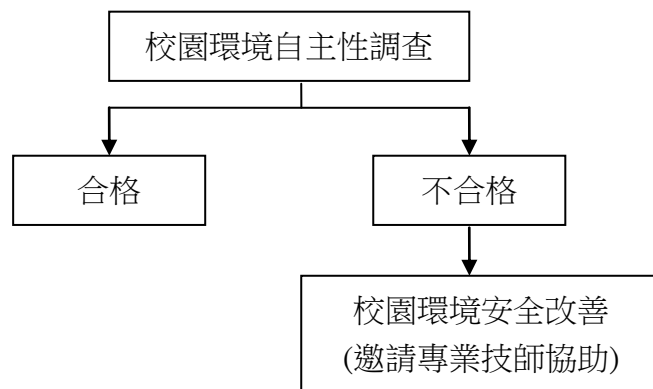 校園環境自主性調查
合格
不合格
校園環境安全改善
(邀請專業技師協助)